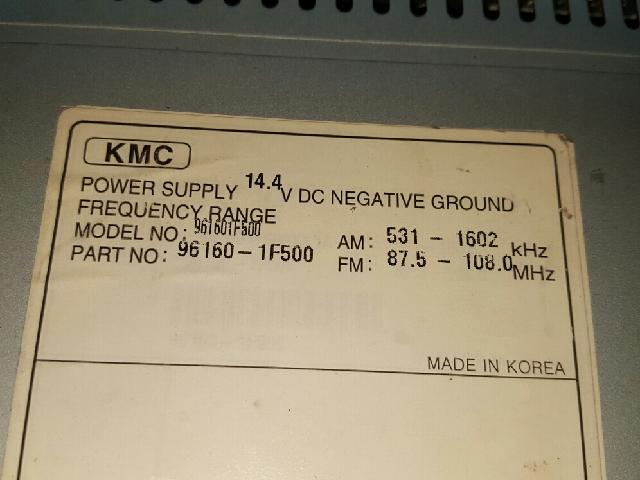 KMC
POWER SUPPLY 14.4 V DC NEGATIVE GROUND
FREQUENCY RANGE
MODEL NO: 961601F500
PART NO: 96160-1F500
AM: 531 - 1602 kHz
FM: 87.5 - 108.0 MHz
MADE IN KOREA